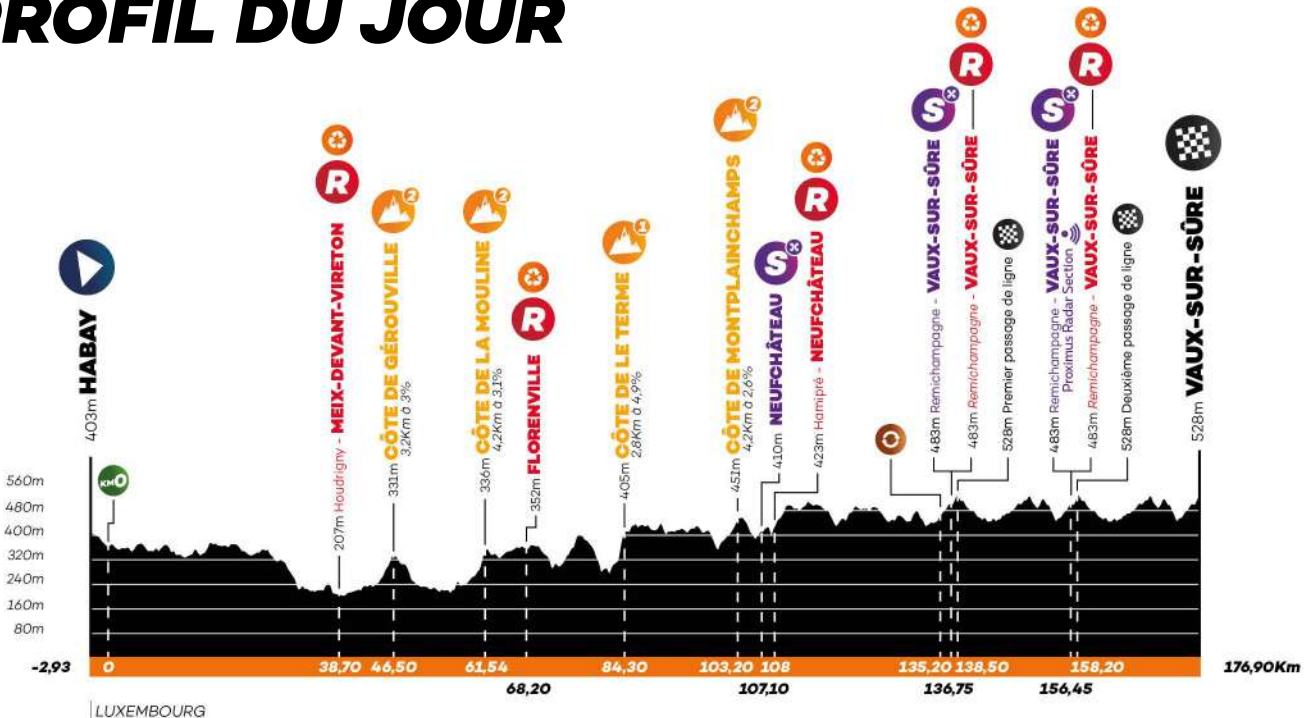 PROFIL DU JOUR
403m HABAY
KM0
R
207m Houdrigny - MEIX-DEVANT-VIRETON
2
331m CÔTE DE GÉROUVILLE
3,2Km à 3%
2
336m CÔTE DE LA MOULINE
4,2Km à 3,1%
R
352m FLORENVILLE
1
405m CÔTE DE LE TERME
2,8Km à 4,9%
2
451m CÔTE DE MONTPLAINCHAMPS
4,2Km à 2,6%
S
410m NEUFCHÂTEAU
R
423m Hamipré - NEUFCHÂTEAU
S
483m Remichampagne - VAUX-SUR-SÛRE
R
483m Remichampagne - VAUX-SUR-SÛRE
528m Premier passage de ligne
S
483m Remichampagne - VAUX-SUR-SÛRE
Proximus Radar Section
R
483m Remichampagne - VAUX-SUR-SÛRE
528m Deuxième passage de ligne
528m VAUX-SUR-SÛRE
560m
480m
400m
320m
240m
160m
80m
-2,93 0 38,70 46,50 61,54 84,30 103,20 108 135,20 138,50 158,20 176,90Km
68,20 107,10 136,75 156,45
LUXEMBOURG